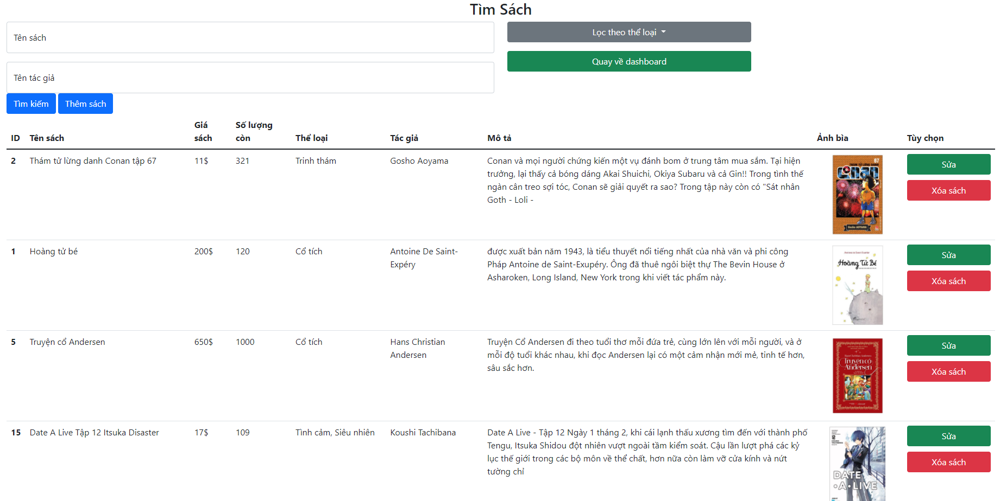 Tìm Sách
Tên sách
Lọc theo thể loại
Quay về dashboard
Tên tác giả
Tìm kiếm Thêm sách
ID Tên sách Giá sách Số lượng còn Thể loại Tác giả Mô tả Ảnh bìa Tùy chọn
2 Thám tử lừng danh Conan tập 67 11$ 321 Trinh thám Gosho Aoyama
Conan và mọi người chứng kiến một vụ đánh bom ở trung tâm mua sắm. Tại hiện
trường, lại thấy cả bóng dáng Akai Shuichi, Okiya Subaru và cả Gin!! Trong tình thế
ngàn cân treo sợi tóc, Conan sẽ giải quyết ra sao? Trong tập này còn có "Sát nhân
Goth - Loli -
67
THÁM TỬ LỪNG DANH
Conan
Gosho AOYAMA
Sửa
Xóa sách
1 Hoàng tử bé 200$ 120 Cổ tích
Antoine De Saint-
Expéry
được xuất bản năm 1943, là tiểu thuyết nổi tiếng nhất của nhà văn và phi công
Pháp Antoine de Saint-Exupéry. Ông đã thuê ngôi biệt thự The Bevin House ở
Asharoken, Long Island, New York trong khi viết tác phẩm này.
Antoine de Saint-Exupéry
Hoàng Tử Bé
Sửa
Xóa sách
5 Truyện cổ Andersen 650$ 1000 Cổ tích
Hans Christian
Andersen
Truyện Cổ Andersen đi theo tuổi thơ mỗi đứa trẻ, cùng lớn lên với mỗi người, và ở
mỗi độ tuổi khác nhau, khi đọc Andersen lại có một cảm nhận mới mẻ, tinh tế hơn,
sâu sắc hơn.
Hans Christian Andersen
Truyện cổ
Andersen
Sửa
Xóa sách
15 Date A Live Tập 12 Itsuka Disaster 17$ 109 Tình cảm, Siêu nhiên Koushi Tachibana
Date A Live - Tập 12 Ngày 1 tháng 2, khi cái lạnh thấu xương tìm đến với thành phố
Tengu, Itsuka Shidou đột nhiên vượt ngoài tầm kiểm soát. Cậu lần lượt phá các kỷ
lục thế giới trong các bộ môn về thể chất, hơn nữa còn làm vỡ cửa kính và nứt
tường chỉ
12
KOUSHI
TACHIBANA
DATE
·A·LIVE
Sửa
Xóa sách